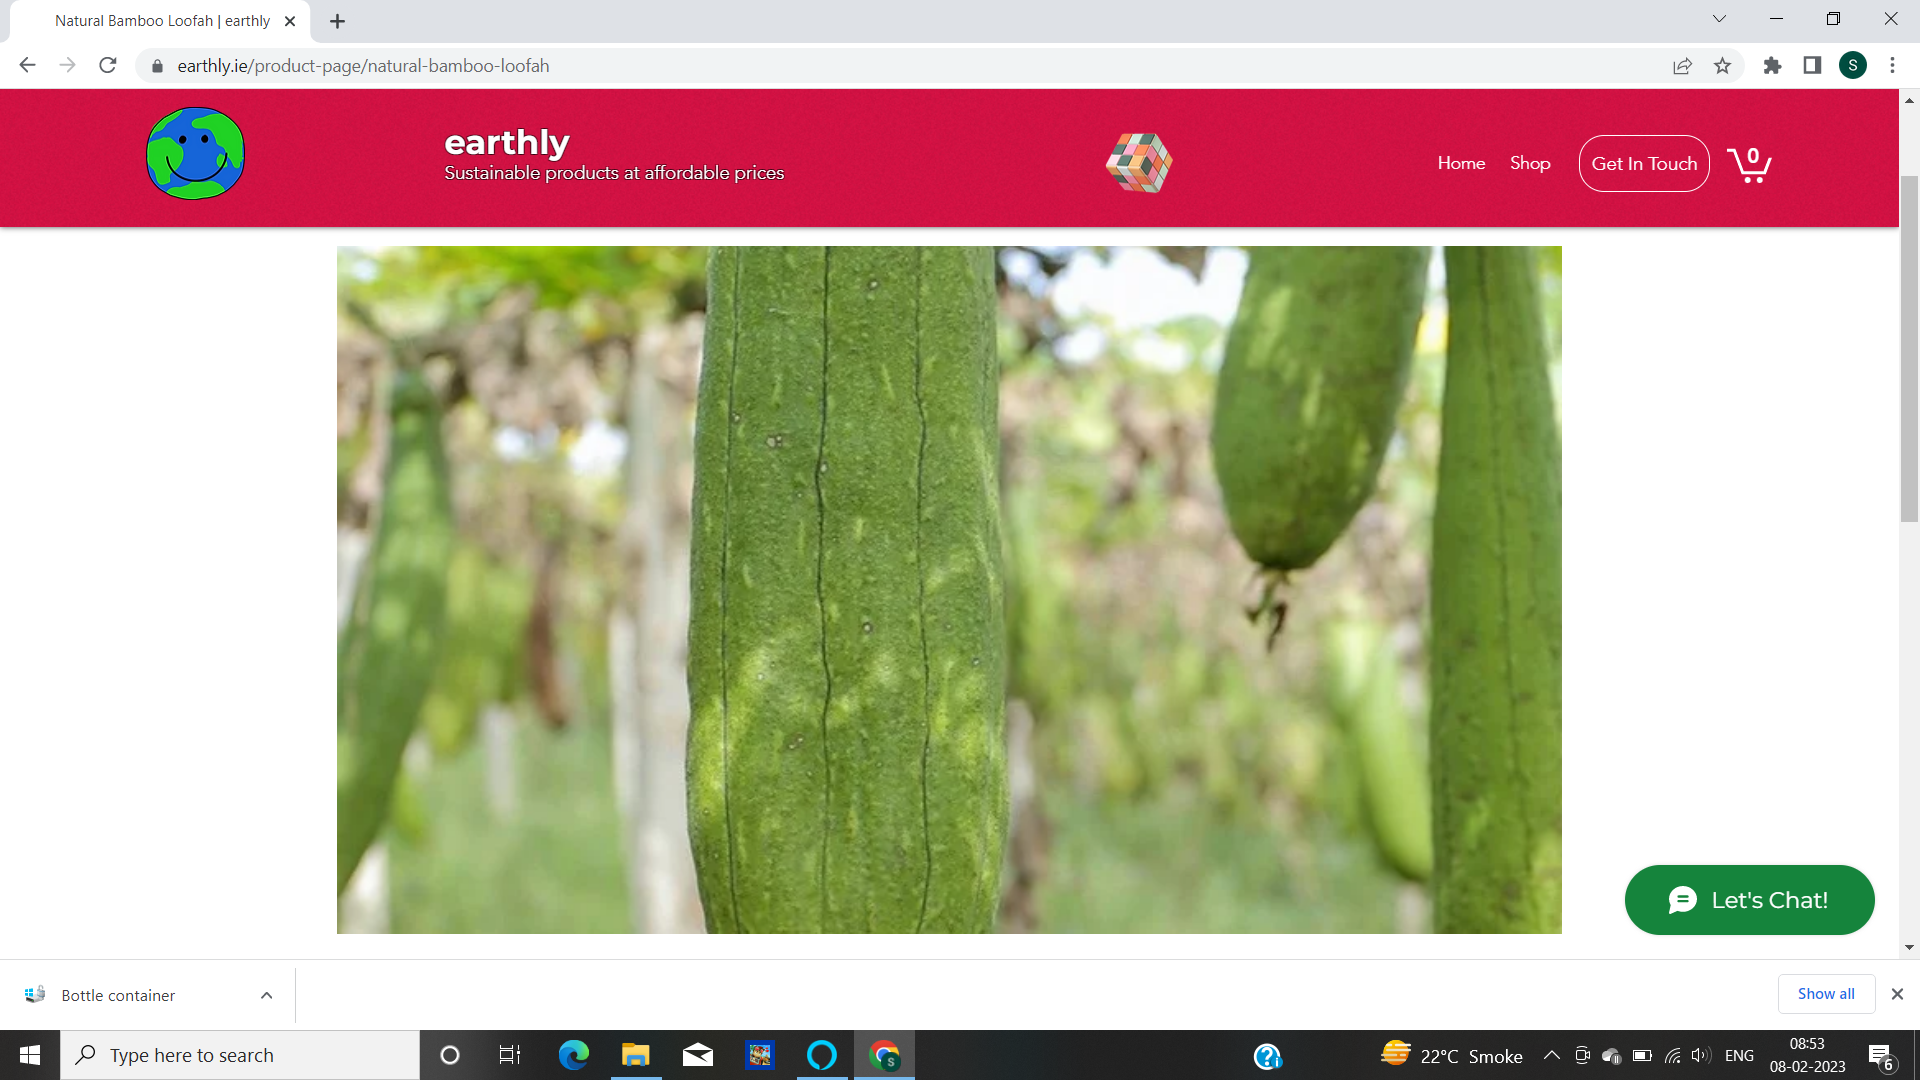 Natural Bamboo Loofah | earthly
earthly.ie/product-page/natural-bamboo-loofah
S
earthly
Sustainable products at affordable prices
Home
Shop
Get In Touch
0
Let's Chat!
Bottle container
Show all
Type here to search
S
22°C Smoke
ENG
08:53
08-02-2023
6